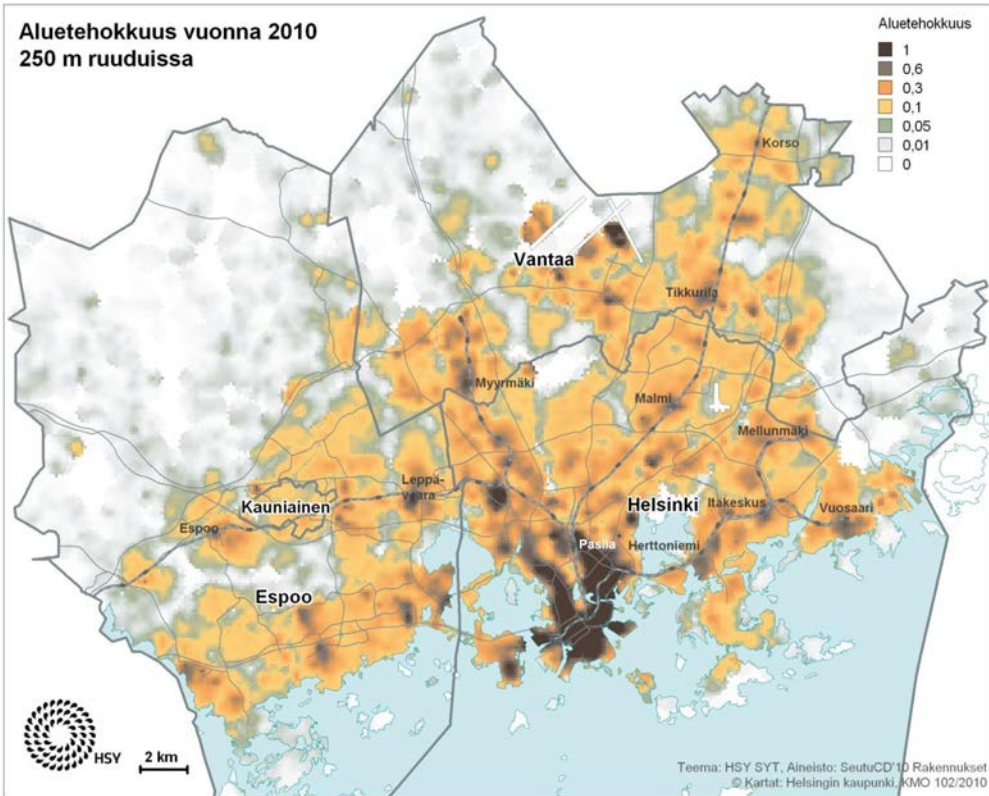 Aluetehokkuus vuonna 2010
250 m ruuduissa
Aluetehokkuus
1
0,6
0,3
0,1
0,05
0,01
0
Korso
Vantaa
Tikkurila
Myyrmäki
Malmi
Mellunmäki
Leppä-
vaara
Kauniainen
Helsinki
Itäkeskus
Vuosaari
Espoo
Pasila
Herttoniemi
Espoo
HSY
2 km
Teema: HSY SYT, Aineisto: SeutuCD'10 Rakennukset
© Kartat: Helsingin kaupunki, KMO 102/2010